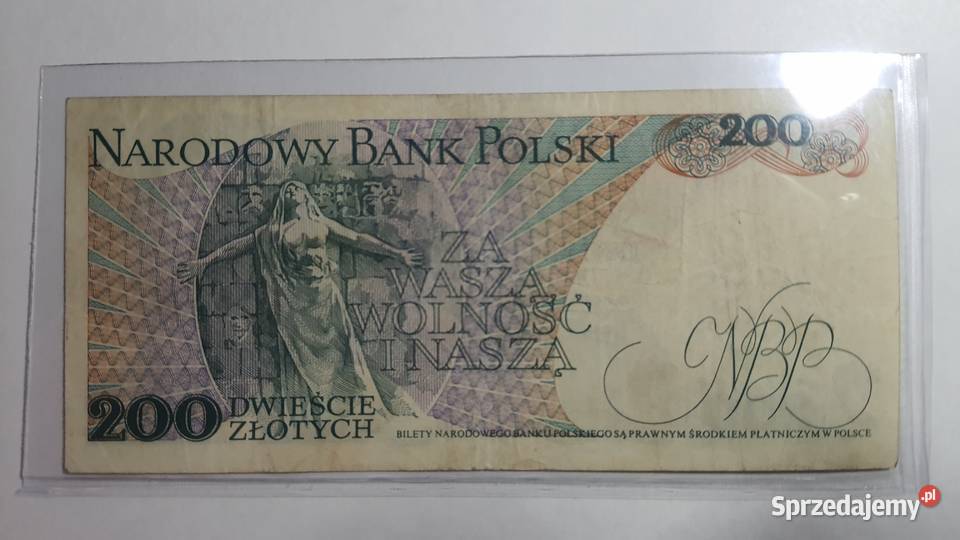 NARODOWY BANK POLSKI
200
ZA
WASZĄ
WOLNOŚĆ
I NASZĄ
NBP
200 DWIEŚCIE
ZŁOTYCH
BILETY NARODOWEGO BANKU POLSKIEGO SĄ PRAWNYM ŚRODKIEM PŁATNICZYM W POLSCE
Sprzedajemy.pl